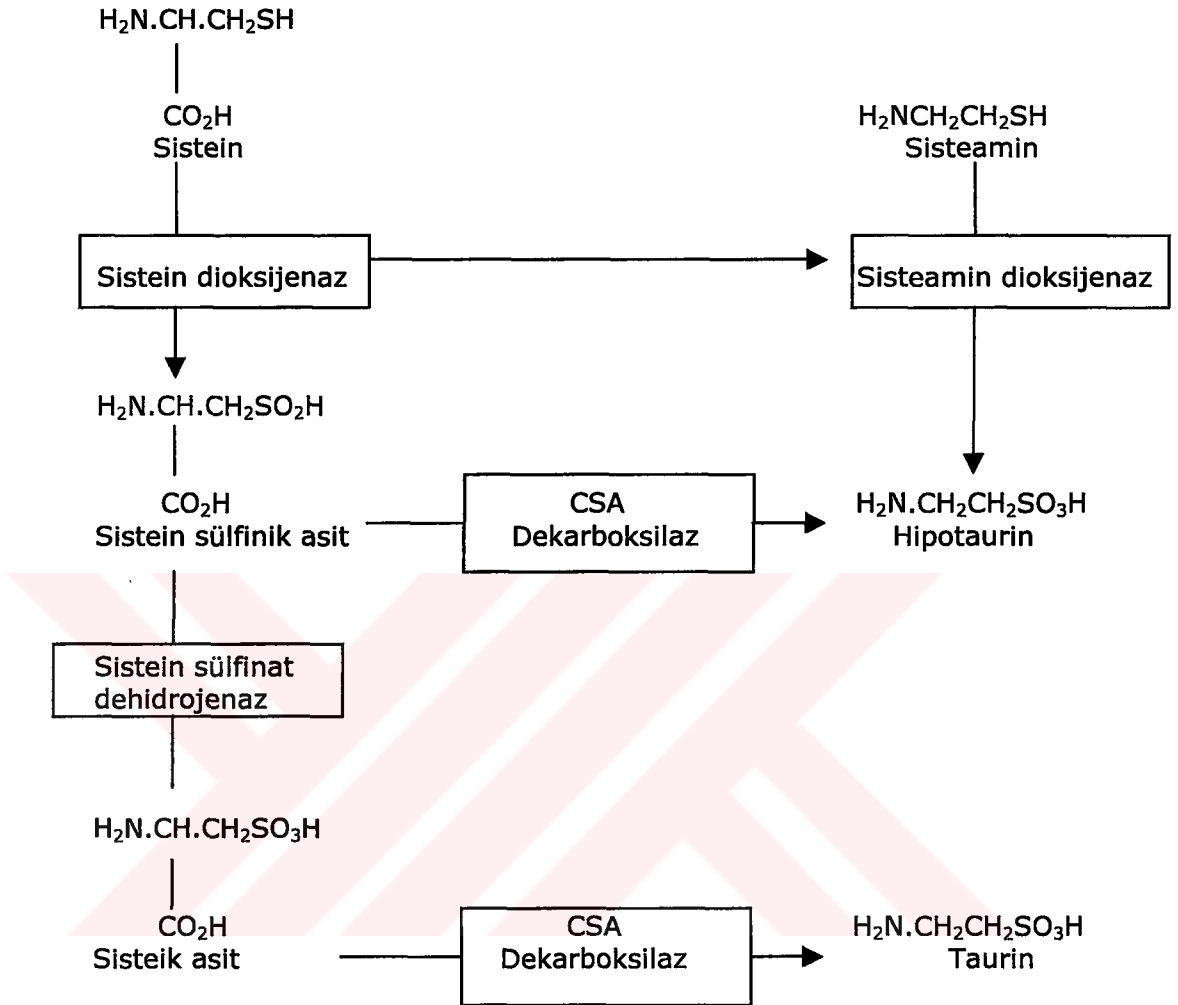 H₂N.CH.CH₂SH
CO₂H
Sistein
H₂NCH₂CH₂SH
Sisteamin
Sistein dioksijenaz
Sisteamin dioksijenaz
H₂N.CH.CH₂SO₂H
CO₂H
Sistein sülfinik asit
CSA
Dekarboksilaz
H₂N.CH₂CH₂SO₃H
Hipotaurin
Sistein sülfinat
dehidrojenaz
H₂N.CH.CH₂SO₃H
CO₂H
Sisteik asit
CSA
Dekarboksilaz
H₂N.CH₂CH₂SO₃H
Taurin